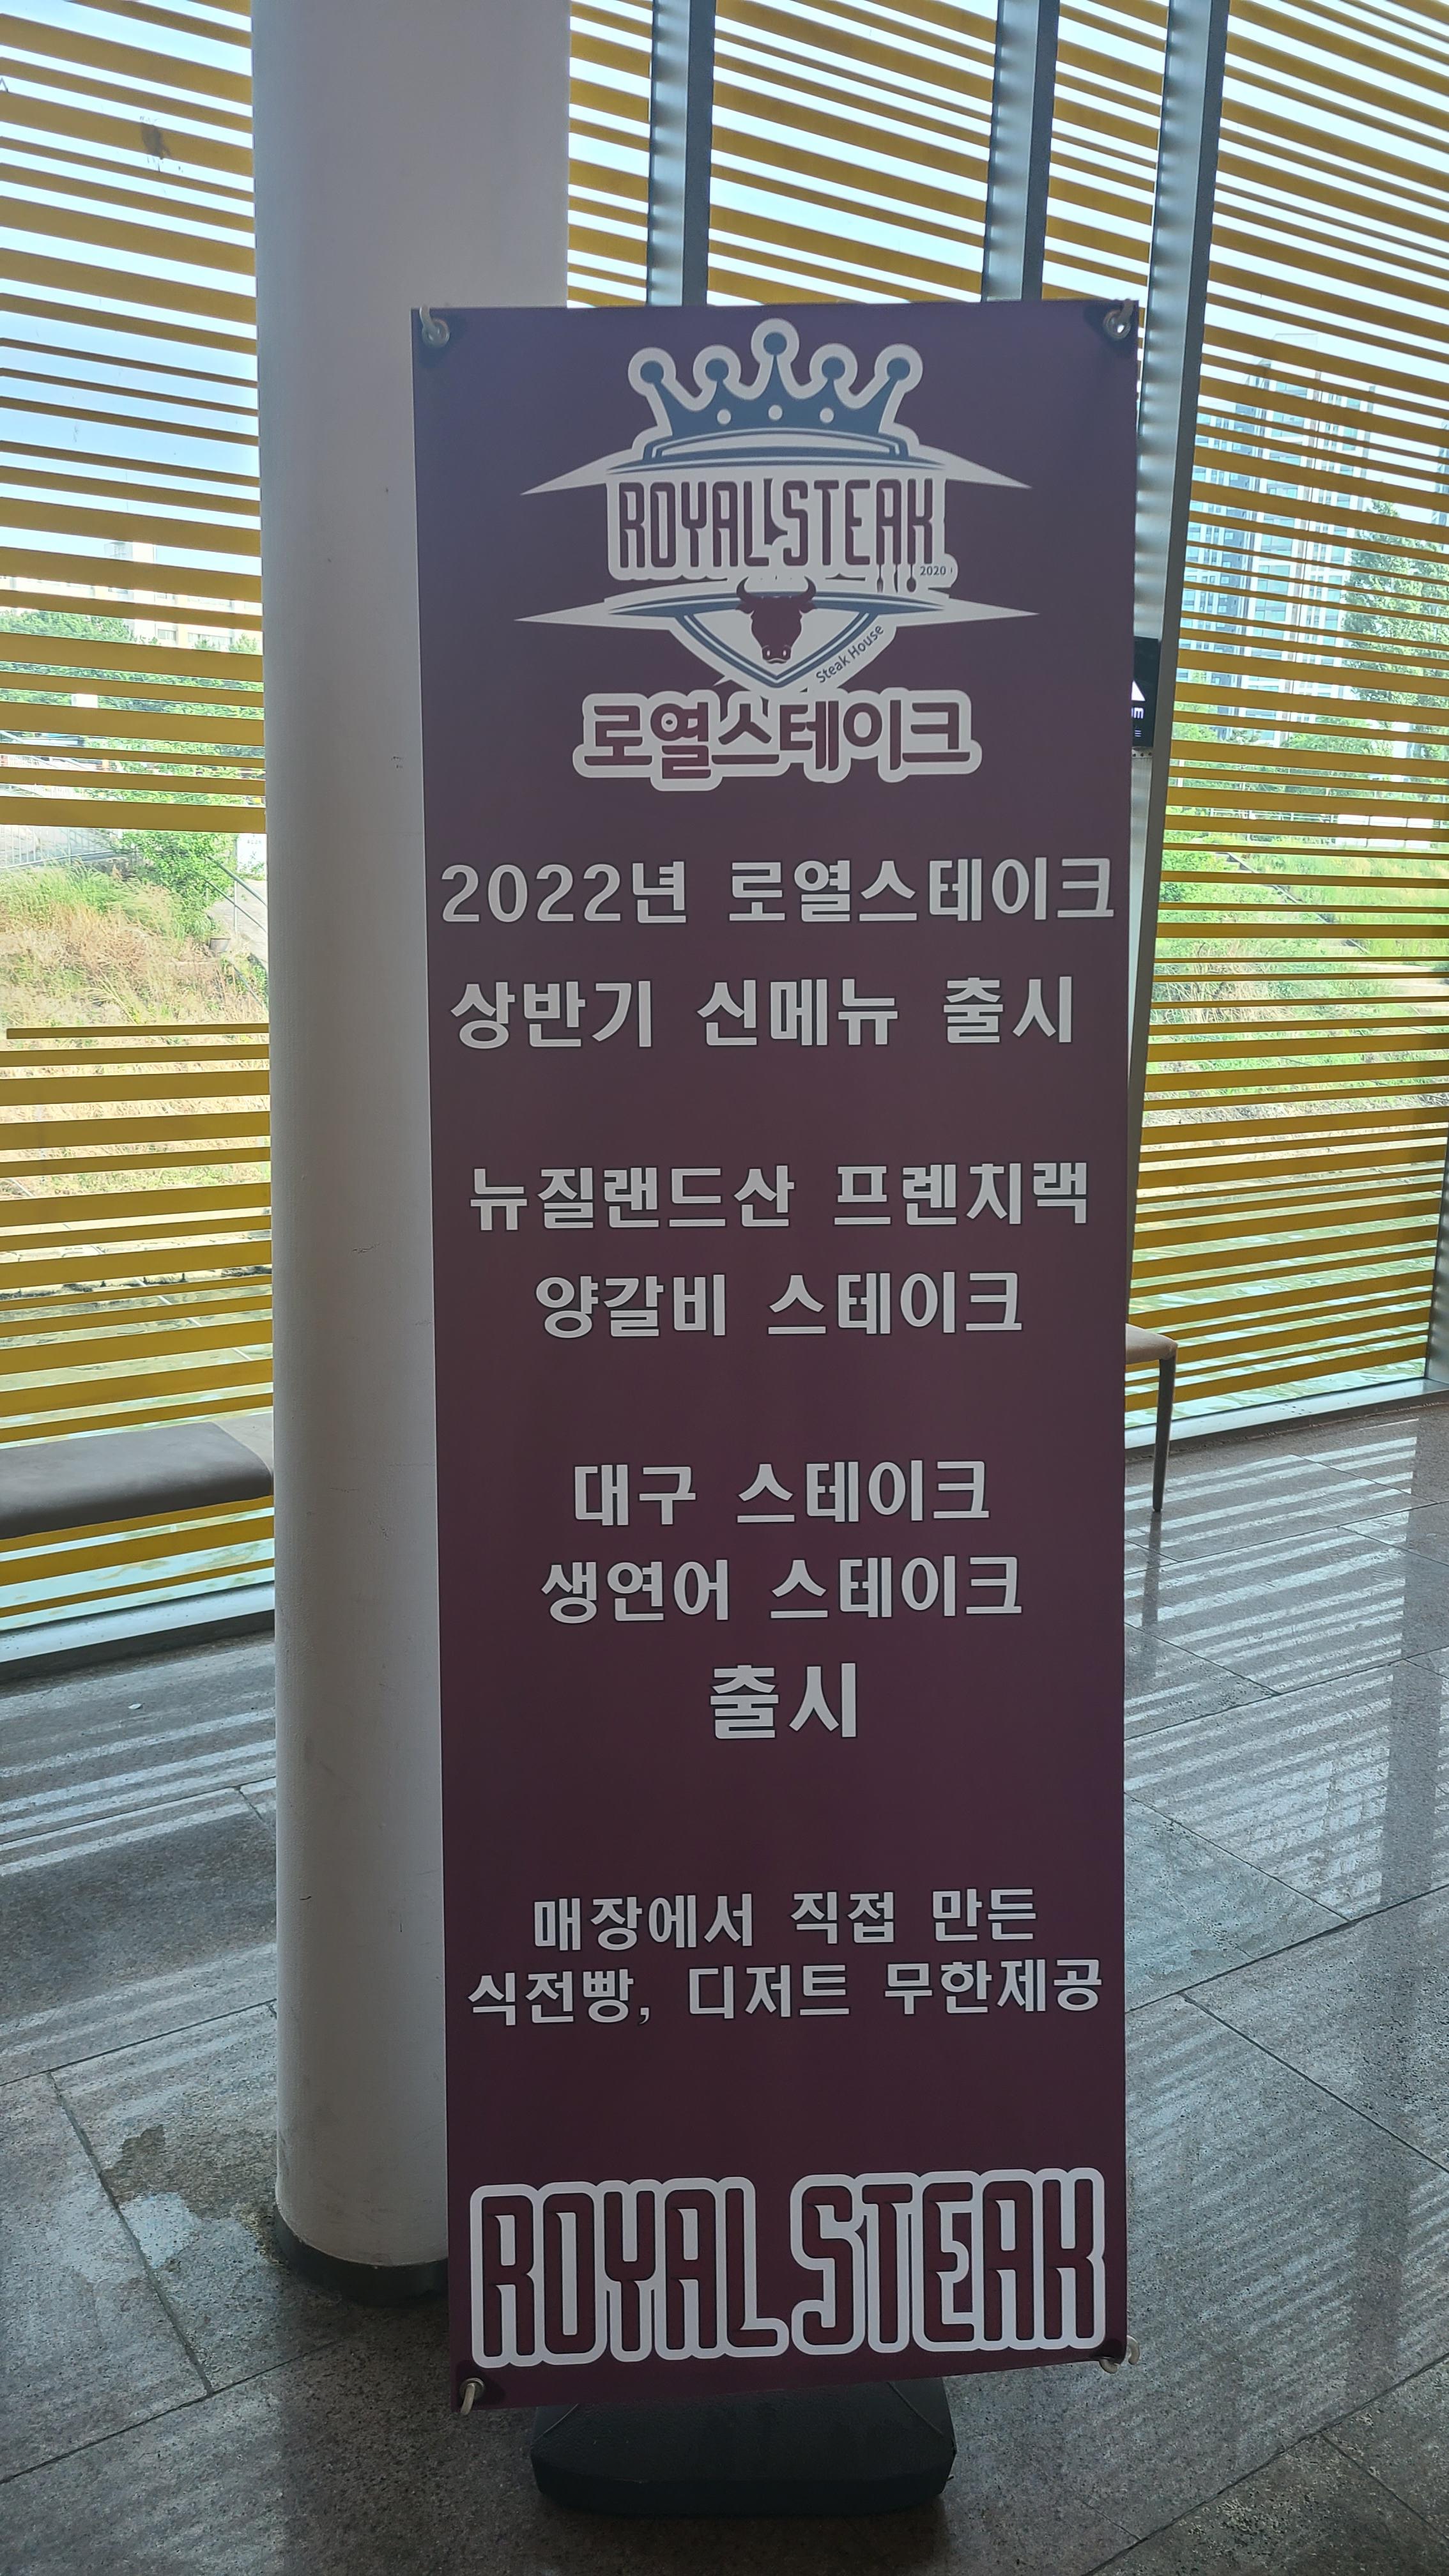 ROYAL STEAK
2020
Steak House
로열스테이크
2022년 로열스테이크
상반기 신메뉴 출시
뉴질랜드산 프렌치랙
양갈비 스테이크
대구 스테이크
생연어 스테이크
출시
매장에서 직접 만든
식전빵, 디저트 무한제공
ROYAL STEAK